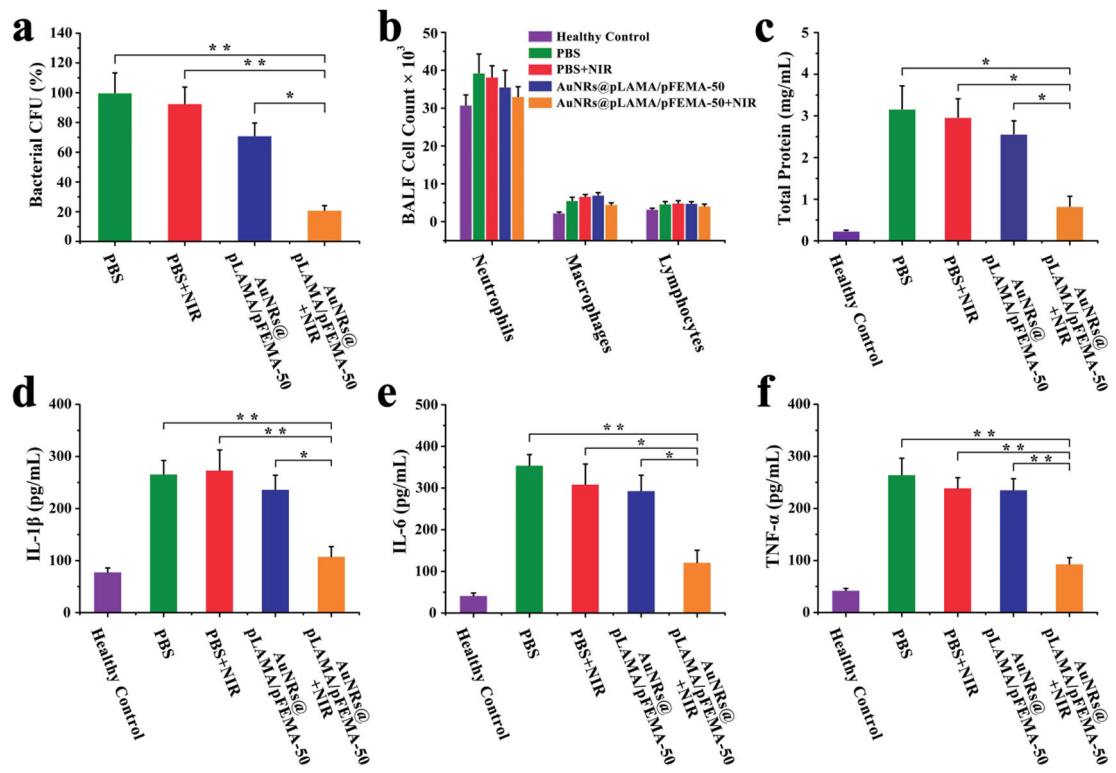 a
Bacterial CFU (%)
140
120
100
80
60
40
20
0
* *
* *
*
PBS
PBS+NIR
AuNRs@
pLAMA/pFEMA-50
AuNRs@
pLAMA/pFEMA-50
+NIR
b
BALF Cell Count × 10³
50
40
30
10
0
Healthy Control
PBS
PBS+NIR
AuNRs@pLAMA/pFEMA-50
AuNRs@pLAMA/pFEMA-50+NIR
Neutrophils
Macrophages
Lymphocytes
c
Total Protein (mg/mL)
5
4
3
2
1
0
*
*
*
Healthy Control
PBS
PBS+NIR
AuNRs@
pLAMA/pFEMA-50
AuNRs@
pLAMA/pFEMA-50
+NIR
d
IL-1β (pg/mL)
400
300
200
100
0
* *
* *
*
Healthy Control
PBS
PBS+NIR
AuNRs@
pLAMA/pFEMA-50
AuNRs@
pLAMA/pFEMA-50
+NIR
e
IL-6 (pg/mL)
500
400
300
200
100
0
* *
*
*
Healthy Control
PBS
PBS+NIR
AuNRs@
pLAMA/pFEMA-50
AuNRs@
pLAMA/pFEMA-50
+NIR
f
TNF-α (pg/mL)
400
300
200
100
0
* *
* *
* *
Healthy Control
PBS
PBS+NIR
AuNRs@
pLAMA/pFEMA-50
AuNRs@
pLAMA/pFEMA-50
+NIR